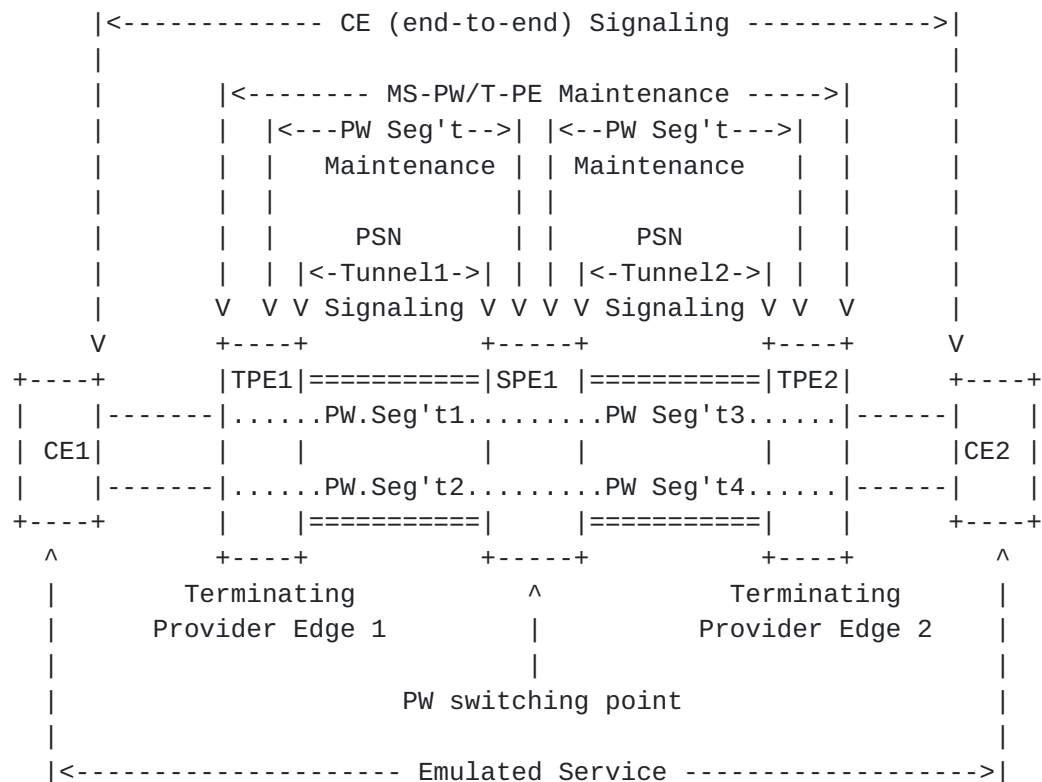 |<------------- CE (end-to-end) Signaling ------------>|
|<-------- MS-PW/T-PE Maintenance ----->|
|<---PW Seg't-->| |<--PW Seg't--->|
Maintenance | | Maintenance
PSN | | PSN
|<-Tunnel1->| | | |<-Tunnel2->|
V V V Signaling V V V V Signaling V V V
V +----+ +-----+ +----+ V
+----+ |TPE1|===========|SPE1 |===========|TPE2| +----+
| |-------|......PW.Seg't1.........PW Seg't3......|------| |
| CE1| | | | | | | |CE2 |
| |-------|......PW.Seg't2.........PW Seg't4......|------| |
+----+ | |===========| |===========| | +----+
^ +----+ +-----+ +----+ ^
| Terminating ^ Terminating |
| Provider Edge 1 | Provider Edge 2 |
| PW switching point |
|<--------------------- Emulated Service ------------------->|